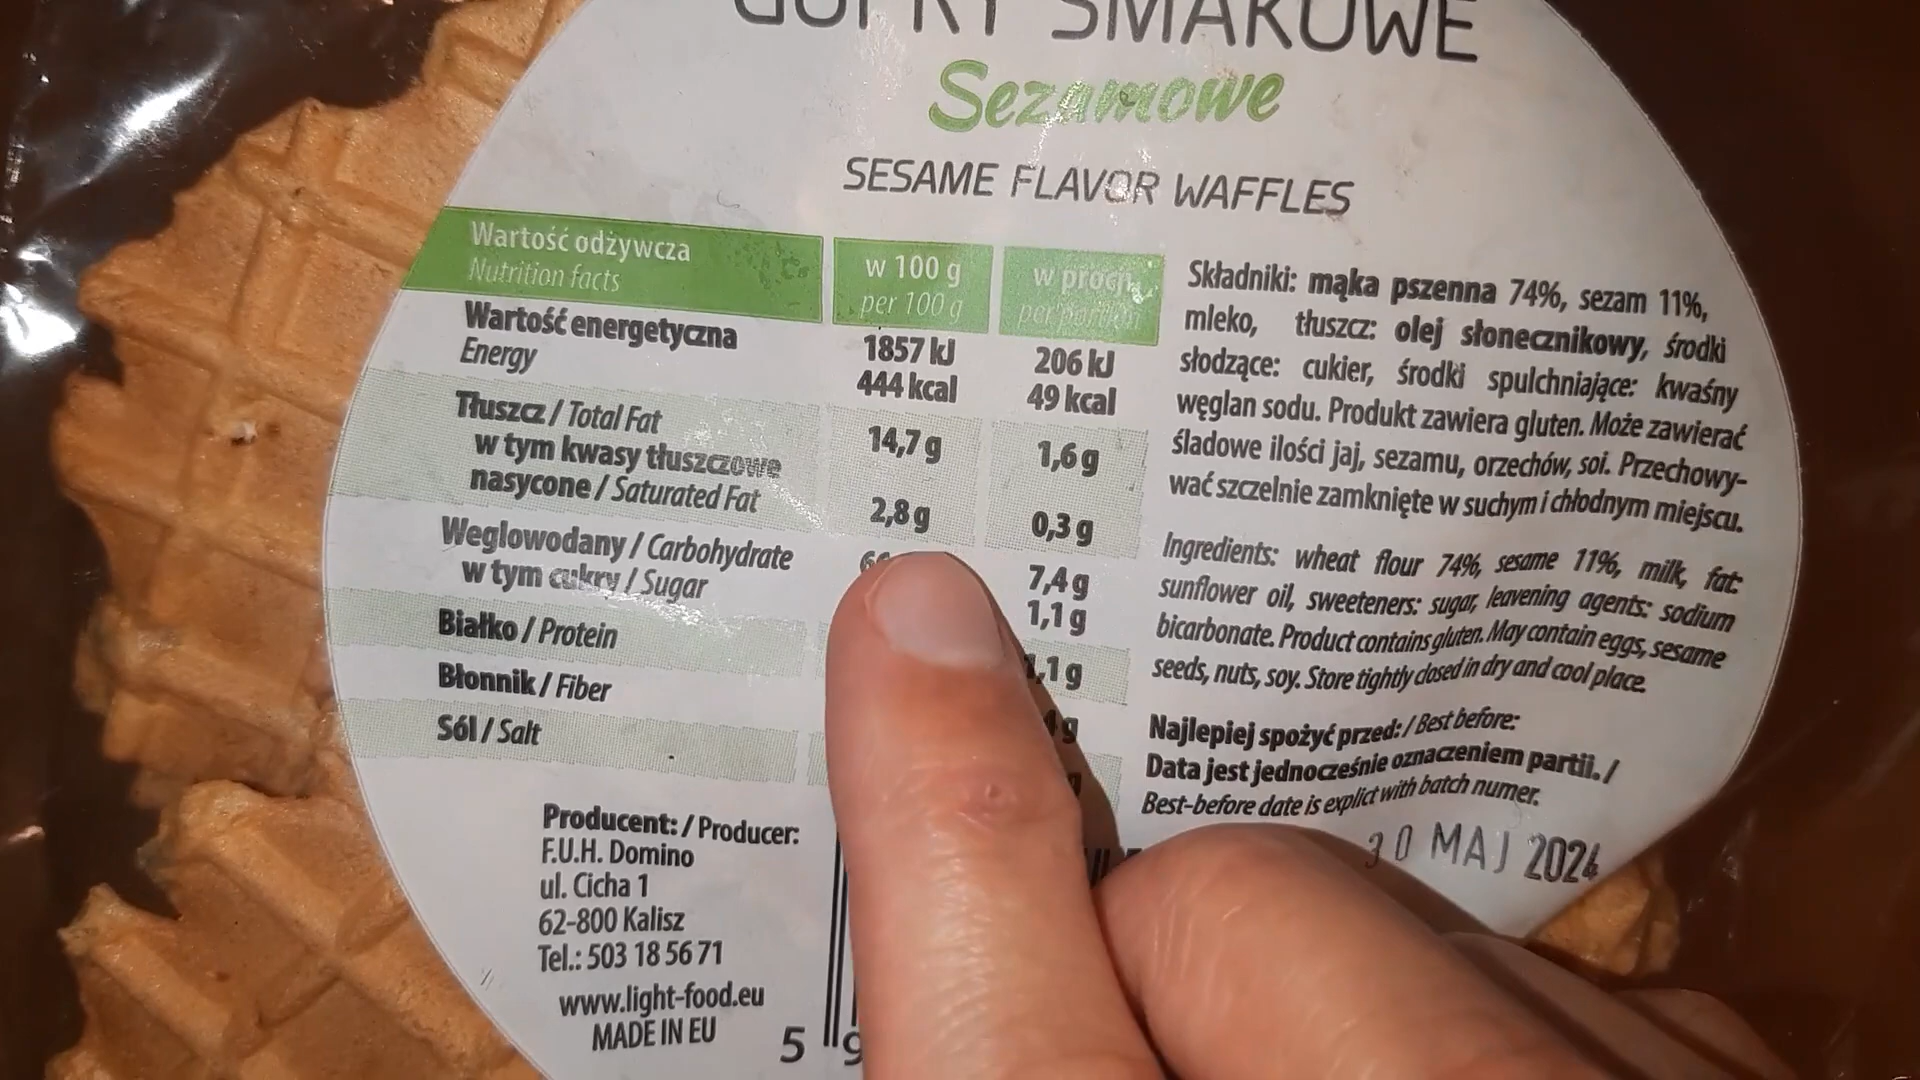 GOFRY SMAKOWE
Sezamowe
SESAME FLAVOR WAFFLES
Wartość odżywcza
Nutrition facts
w 100 g
per 100 g
w porcji
per portion
Wartość energetyczna
Energy
1857 kJ
444 kcal
206 kJ
49 kcal
Tłuszcz / Total Fat
14,7 g
1,6 g
w tym kwasy tłuszczowe
nasycone / Saturated Fat
2,8 g
0,3 g
Weglowodany / Carbohydrate
7,4 g
w tym cukry / Sugar
1,1 g
Białko / Protein
1,1 g
Błonnik / Fiber
Sól / Salt
Składniki: mąka pszenna 74%, sezam 11%,
mleko, tłuszcz: olej słonecznikowy, środki
słodzące: cukier, środki spulchniające: kwaśny
węglan sodu. Produkt zawiera gluten. Może zawierać
śladowe ilości jaj, sezamu, orzechów, soi. Przechowy-
wać szczelnie zamknięte w suchym i chłodnym miejscu.
Ingredients: wheat flour 74%, sesame 11%, milk, fat:
sunflower oil, sweeteners: sugar, leavening agents: sodium
bicarbonate. Product contains gluten. May contain eggs, sesame
seeds, nuts, soy. Store tightly closed in dry and cool place.
Najlepiej spożyć przed: / Best before:
Data jest jednocześnie oznaczeniem partii. /
Best-before date is explict with batch numer.
30 MAJ 2024
Producent: / Producer:
F.U.H. Domino
ul. Cicha 1
62-800 Kalisz
Tel.: 503 18 56 71
www.light-food.eu
MADE IN EU
5 9